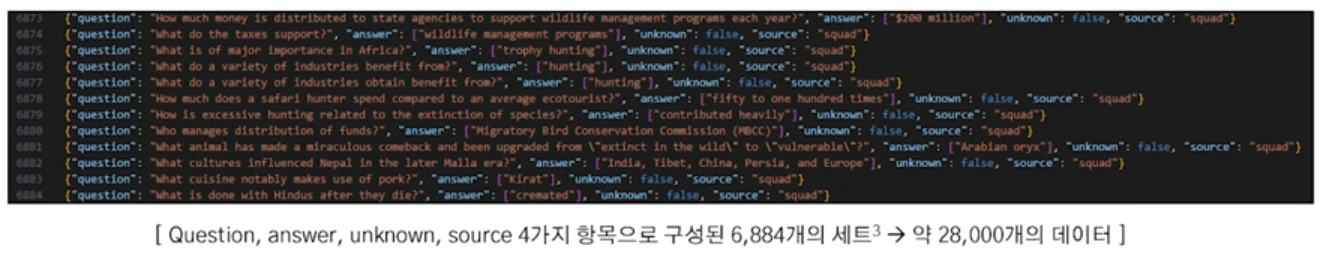 6873 {"question": "How much money is distributed to state agencies to support wildlife management programs each year?", "answer": ["$200 million"], "unknown": false, "source": "squad"}
6874 {"question": "What do the taxes support?", "answer": ["wildlife management programs"], "unknown": false, "source": "squad"}
6875 {"question": "What is of major importance in Africa?", "answer": ["trophy hunting"], "unknown": false, "source": "squad"}
6876 {"question": "What do a variety of industries benefit from?", "answer": ["hunting"], "unknown": false, "source": "squad"}
6877 {"question": "What do a variety of industries obtain benefit from?", "answer": ["hunting"], "unknown": false, "source": "squad"}
6878 {"question": "How much does a safari hunter spend compared to an average ecotourist?", "answer": ["fifty to one hundred times"], "unknown": false, "source": "squad"}
6879 {"question": "How is excessive hunting related to the extinction of species?", "answer": ["contributed heavily"], "unknown": false, "source": "squad"}
6880 {"question": "Who manages distribution of funds?", "answer": ["Migratory Bird Conservation Commission (MBCC)"], "unknown": false, "source": "squad"}
6881 {"question": "What animal has made a miraculous comeback and been upgraded from \"extinct in the wild\" to \"vulnerable\"?", "answer": ["Arabian oryx"], "unknown": false, "source": "squad"}
6882 {"question": "What cultures influenced Nepal in the later Malla era?", "answer": ["India, Tibet, China, Persia, and Europe"], "unknown": false, "source": "squad"}
6883 {"question": "What cuisine notably makes use of pork?", "answer": ["Kirat"], "unknown": false, "source": "squad"}
6884 {"question": "What is done with Hindus after they die?", "answer": ["cremated"], "unknown": false, "source": "squad"}
[ Question, answer, unknown, source 4가지 항목으로 구성된 6,884개의 세트3 → 약 28,000개의 데이터 ]